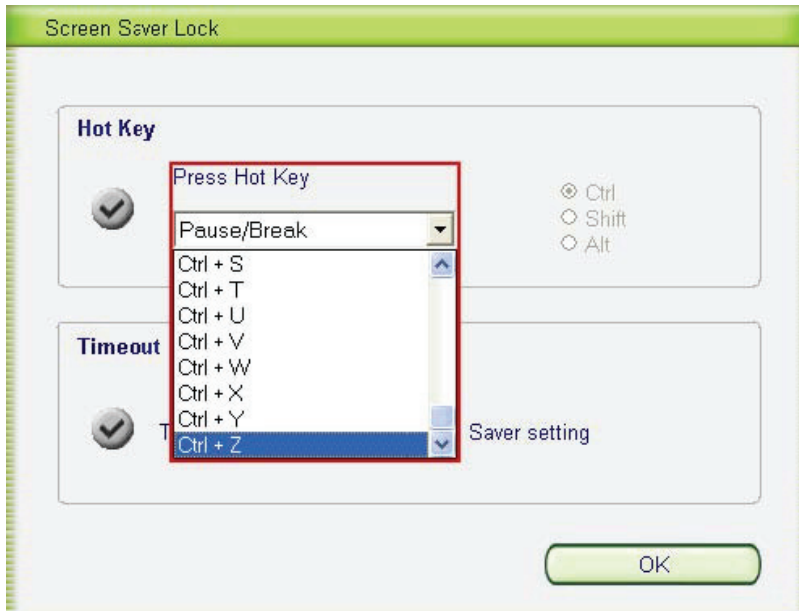 Screen Saver Lock
Hot Key
Press Hot Key
Pause/Break
Ctrl
Shift
Alt
Ctrl + S
Ctrl + T
Ctrl + U
Ctrl + V
Ctrl + W
Ctrl + X
Ctrl + Y
Ctrl + Z
Timeout
T
Saver setting
OK